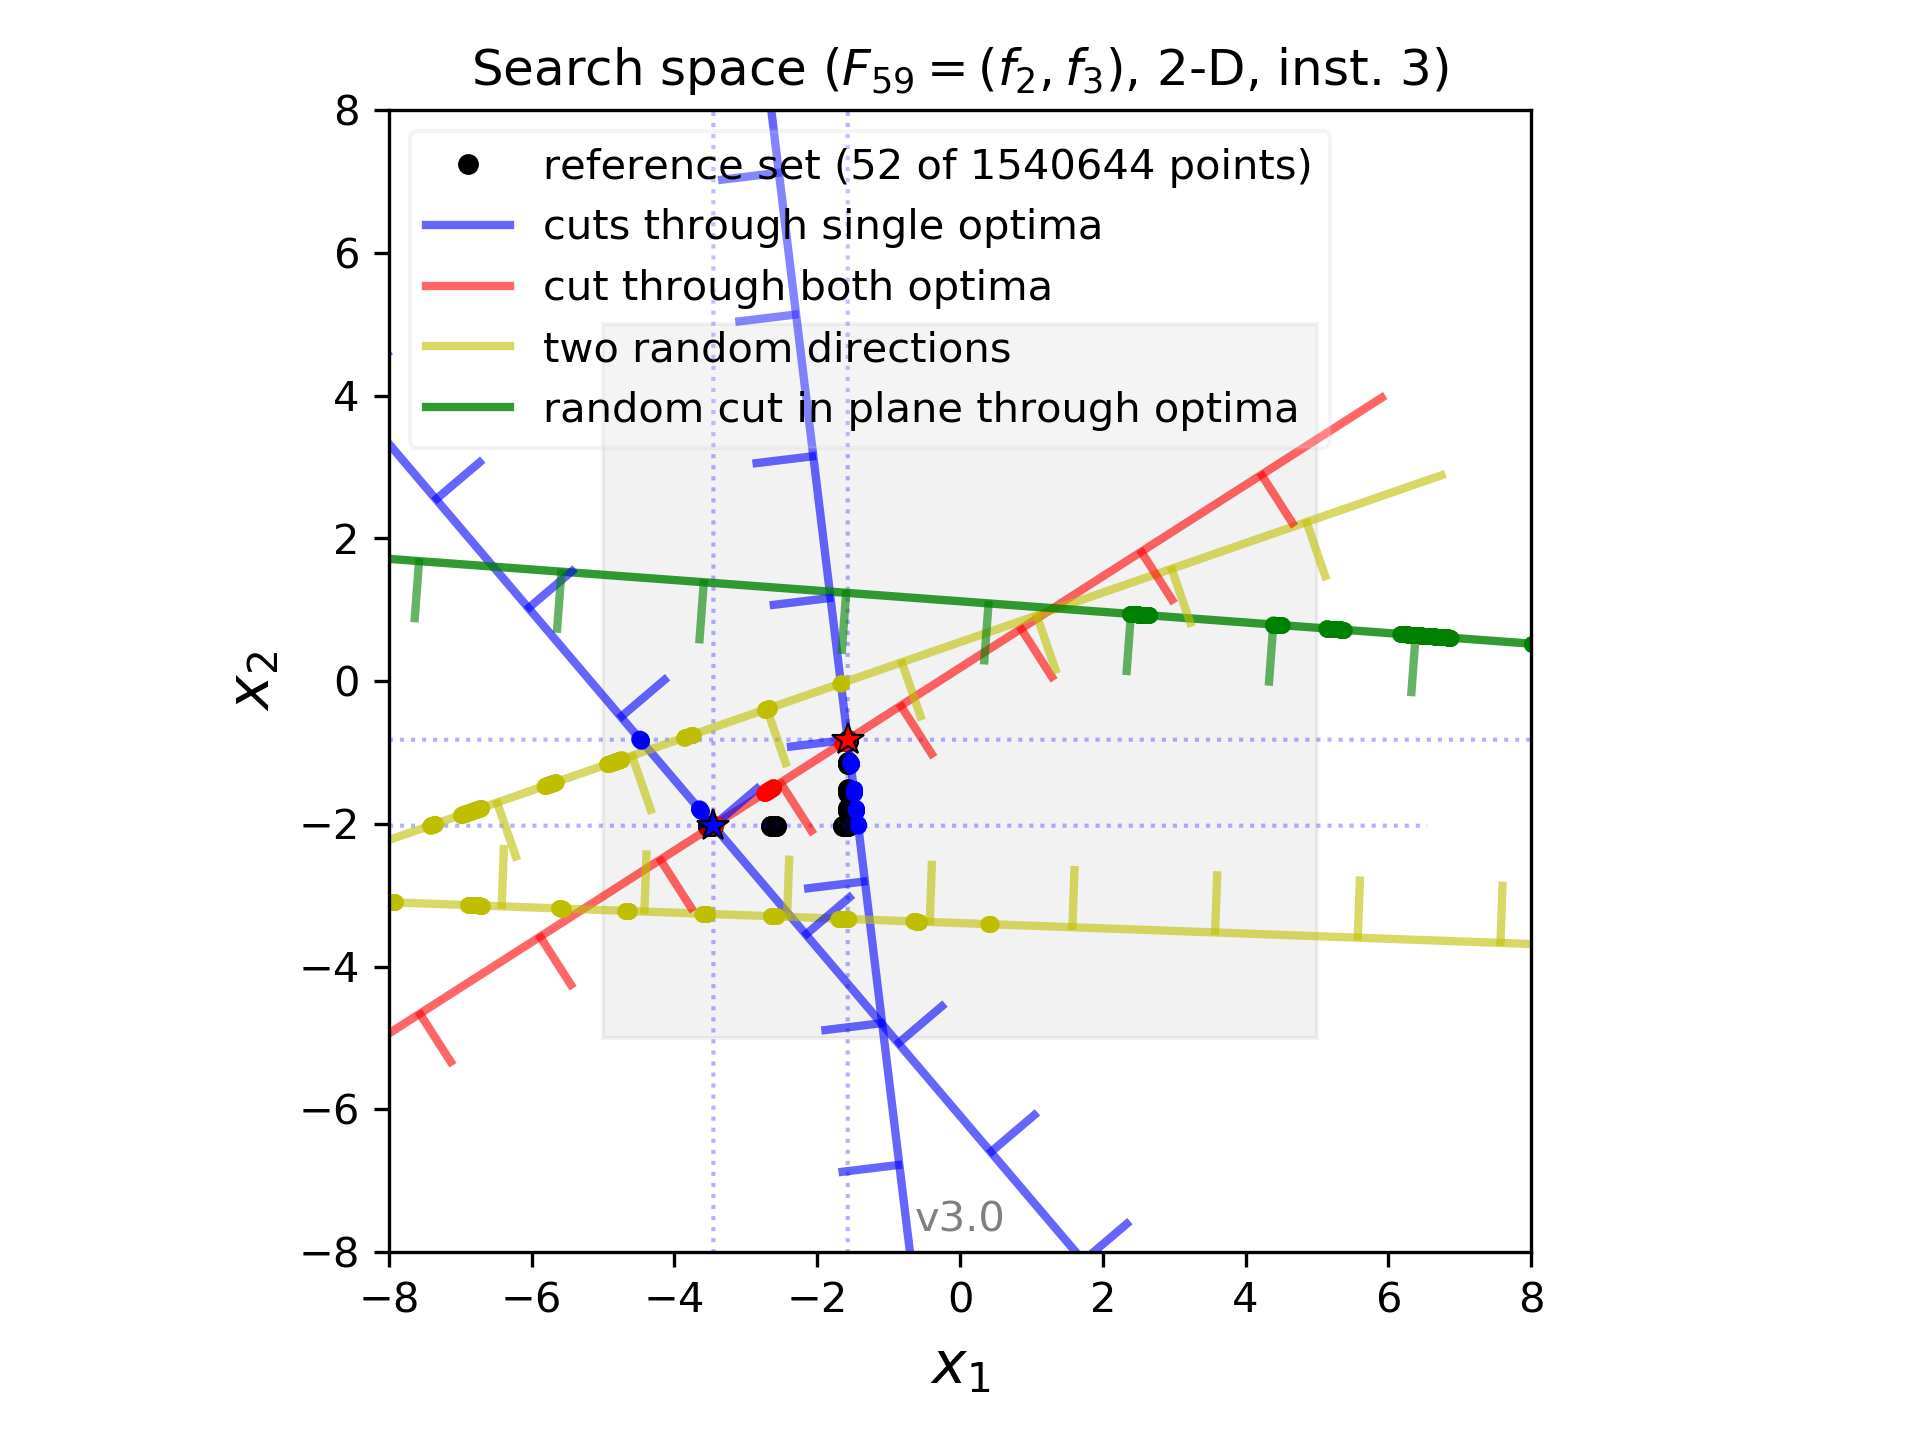 Search space (F₅₉ = (f₂, f₃), 2-D, inst. 3)
reference set (52 of 1540644 points)
cuts through single optima
cut through both optima
two random directions
random cut in plane through optima
8
6
4
2
0
−2
−4
−6
−8
x₂
v3.0
−8 −6 −4 −2 0 2 4 6 8
x₁